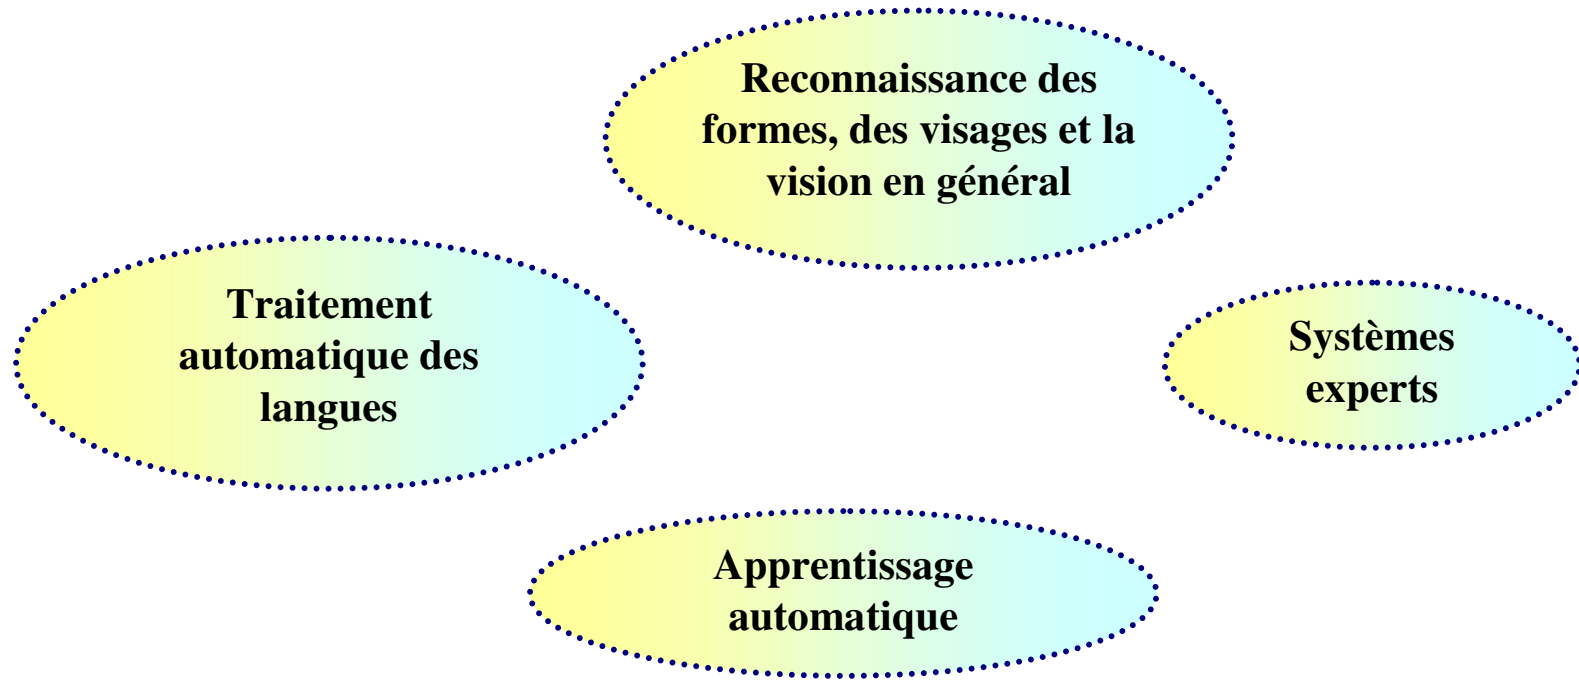 Reconnaissance des
formes, des visages et la
vision en général
Traitement
automatique des
langues
Systèmes
experts
Apprentissage
automatique